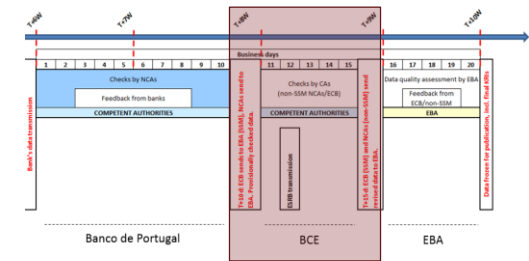 T+6W
T+7W
T+8W
T+9W
T+10W
Business days
1 2 3 4 5 6 7 8 9 10 11 12 13 14 15 16 17 18 19 20
Bank's data transmission
Checks by NCAs
Feedback from banks
COMPETENT AUTHORITIES
T+10 d: ECB sends to EBA (SSM), NCAs send to
EBA. Provisionally checked data.
Checks by CAs
(non-SSM NCAs/ECB)
COMPETENT AUTHORITIES
ESRB transmission
T+15 d: ECB (SSM) and NCAs (non-SSM) send
revised data to EBA.
Data quality assessment by EBA
Feedback from
ECB/non-SSM
EBA
Data frozen for publication, incl. final KRIs
Banco de Portugal
BCE
EBA